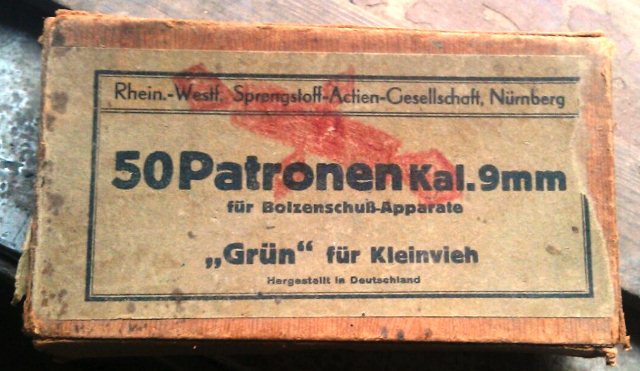 Rhein.-Westf. Sprengstoff-Actien-Gesellschaft, Nürnberg
50 Patronen Kal. 9mm
für Bolzenschuß-Apparate
„Grün“ für Kleinvieh
Hergestellt in Deutschland